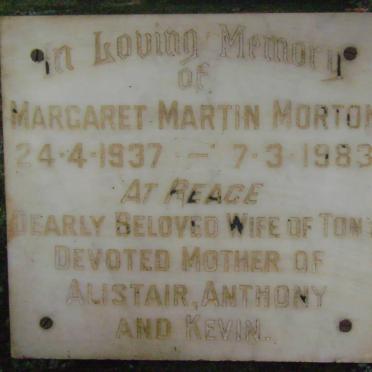 In Loving Memory
of
MARGARET MARTIN MORTON
24·4·1937 — 7·3·1983
AT PEACE
DEARLY BELOVED WIFE OF TONY
DEVOTED MOTHER OF
ALISTAIR, ANTHONY
AND KEVIN.